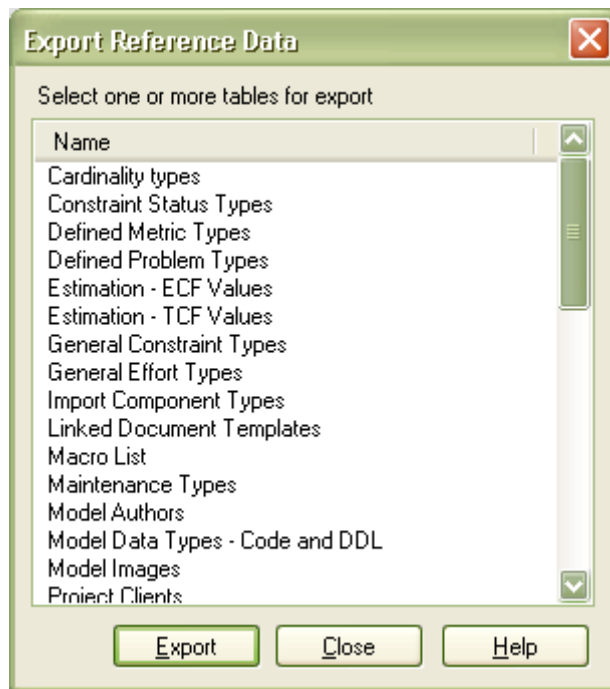 Export Reference Data
Select one or more tables for export
Name
Cardinality types
Constraint Status Types
Defined Metric Types
Defined Problem Types
Estimation - ECF Values
Estimation - TCF Values
General Constraint Types
General Effort Types
Import Component Types
Linked Document Templates
Macro List
Maintenance Types
Model Authors
Model Data Types - Code and DDL
Model Images
Project Clients
Export Close Help